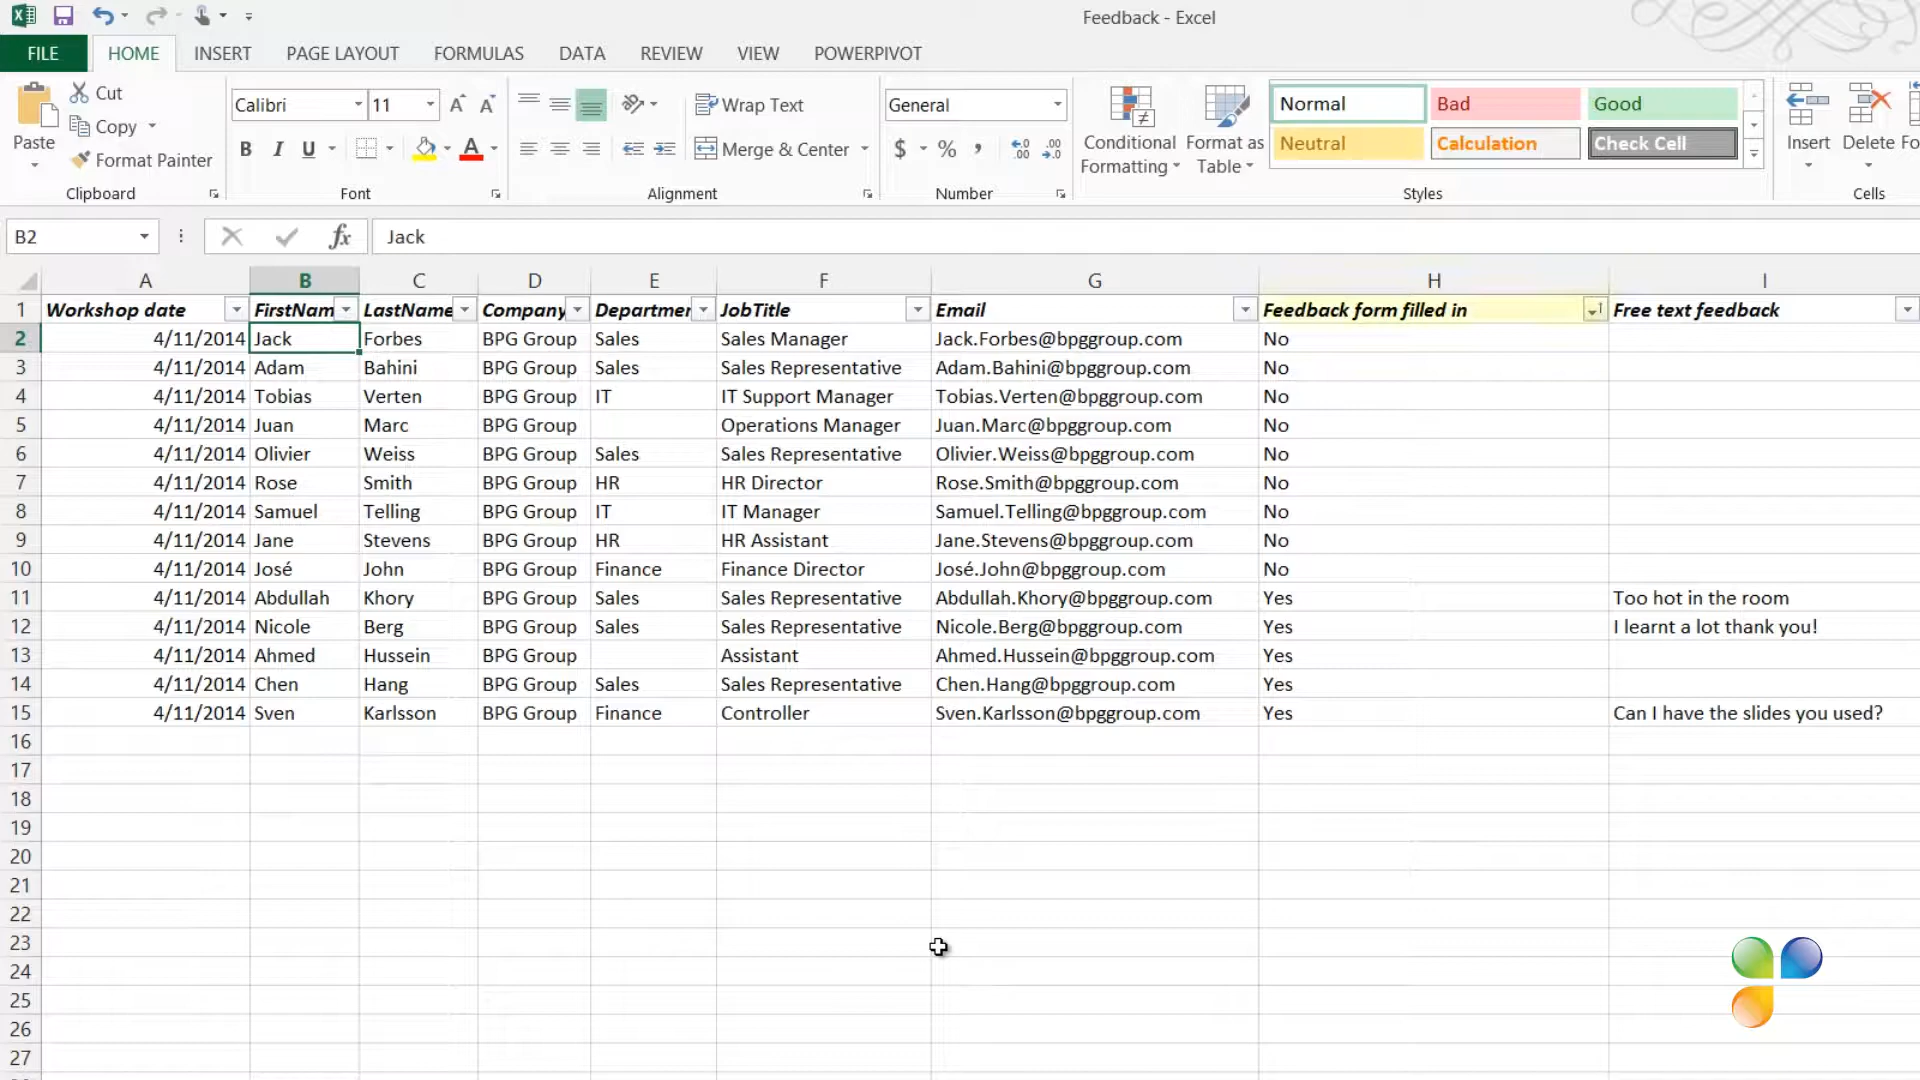 Feedback - Excel
FILE HOME INSERT PAGE LAYOUT FORMULAS DATA REVIEW VIEW POWERPIVOT
Cut
Copy
Format Painter
Paste
Clipboard
Calibri 11
B I U
Font
Wrap Text
Merge & Center
Alignment
General
$ % ,
Number
Conditional Formatting
Format as Table
Normal Bad Good
Neutral Calculation Check Cell
Styles
Insert Delete Fo
Cells
B2 fx Jack
A B C D E F G H I
1 Workshop date FirstNam LastName Company Departmen JobTitle Email Feedback form filled in Free text feedback
2 4/11/2014 Jack Forbes BPG Group Sales Sales Manager Jack.Forbes@bpggroup.com No
3 4/11/2014 Adam Bahini BPG Group Sales Sales Representative Adam.Bahini@bpggroup.com No
4 4/11/2014 Tobias Verten BPG Group IT IT Support Manager Tobias.Verten@bpggroup.com No
5 4/11/2014 Juan Marc BPG Group Operations Manager Juan.Marc@bpggroup.com No
6 4/11/2014 Olivier Weiss BPG Group Sales Sales Representative Olivier.Weiss@bpggroup.com No
7 4/11/2014 Rose Smith BPG Group HR HR Director Rose.Smith@bpggroup.com No
8 4/11/2014 Samuel Telling BPG Group IT IT Manager Samuel.Telling@bpggroup.com No
9 4/11/2014 Jane Stevens BPG Group HR HR Assistant Jane.Stevens@bpggroup.com No
10 4/11/2014 José John BPG Group Finance Finance Director José.John@bpggroup.com No
11 4/11/2014 Abdullah Khory BPG Group Sales Sales Representative Abdullah.Khory@bpggroup.com Yes Too hot in the room
12 4/11/2014 Nicole Berg BPG Group Sales Sales Representative Nicole.Berg@bpggroup.com Yes I learnt a lot thank you!
13 4/11/2014 Ahmed Hussein BPG Group Assistant Ahmed.Hussein@bpggroup.com Yes
14 4/11/2014 Chen Hang BPG Group Sales Sales Representative Chen.Hang@bpggroup.com Yes
15 4/11/2014 Sven Karlsson BPG Group Finance Controller Sven.Karlsson@bpggroup.com Yes Can I have the slides you used?
16
17
18
19
20
21
22
23
24
25
26
27